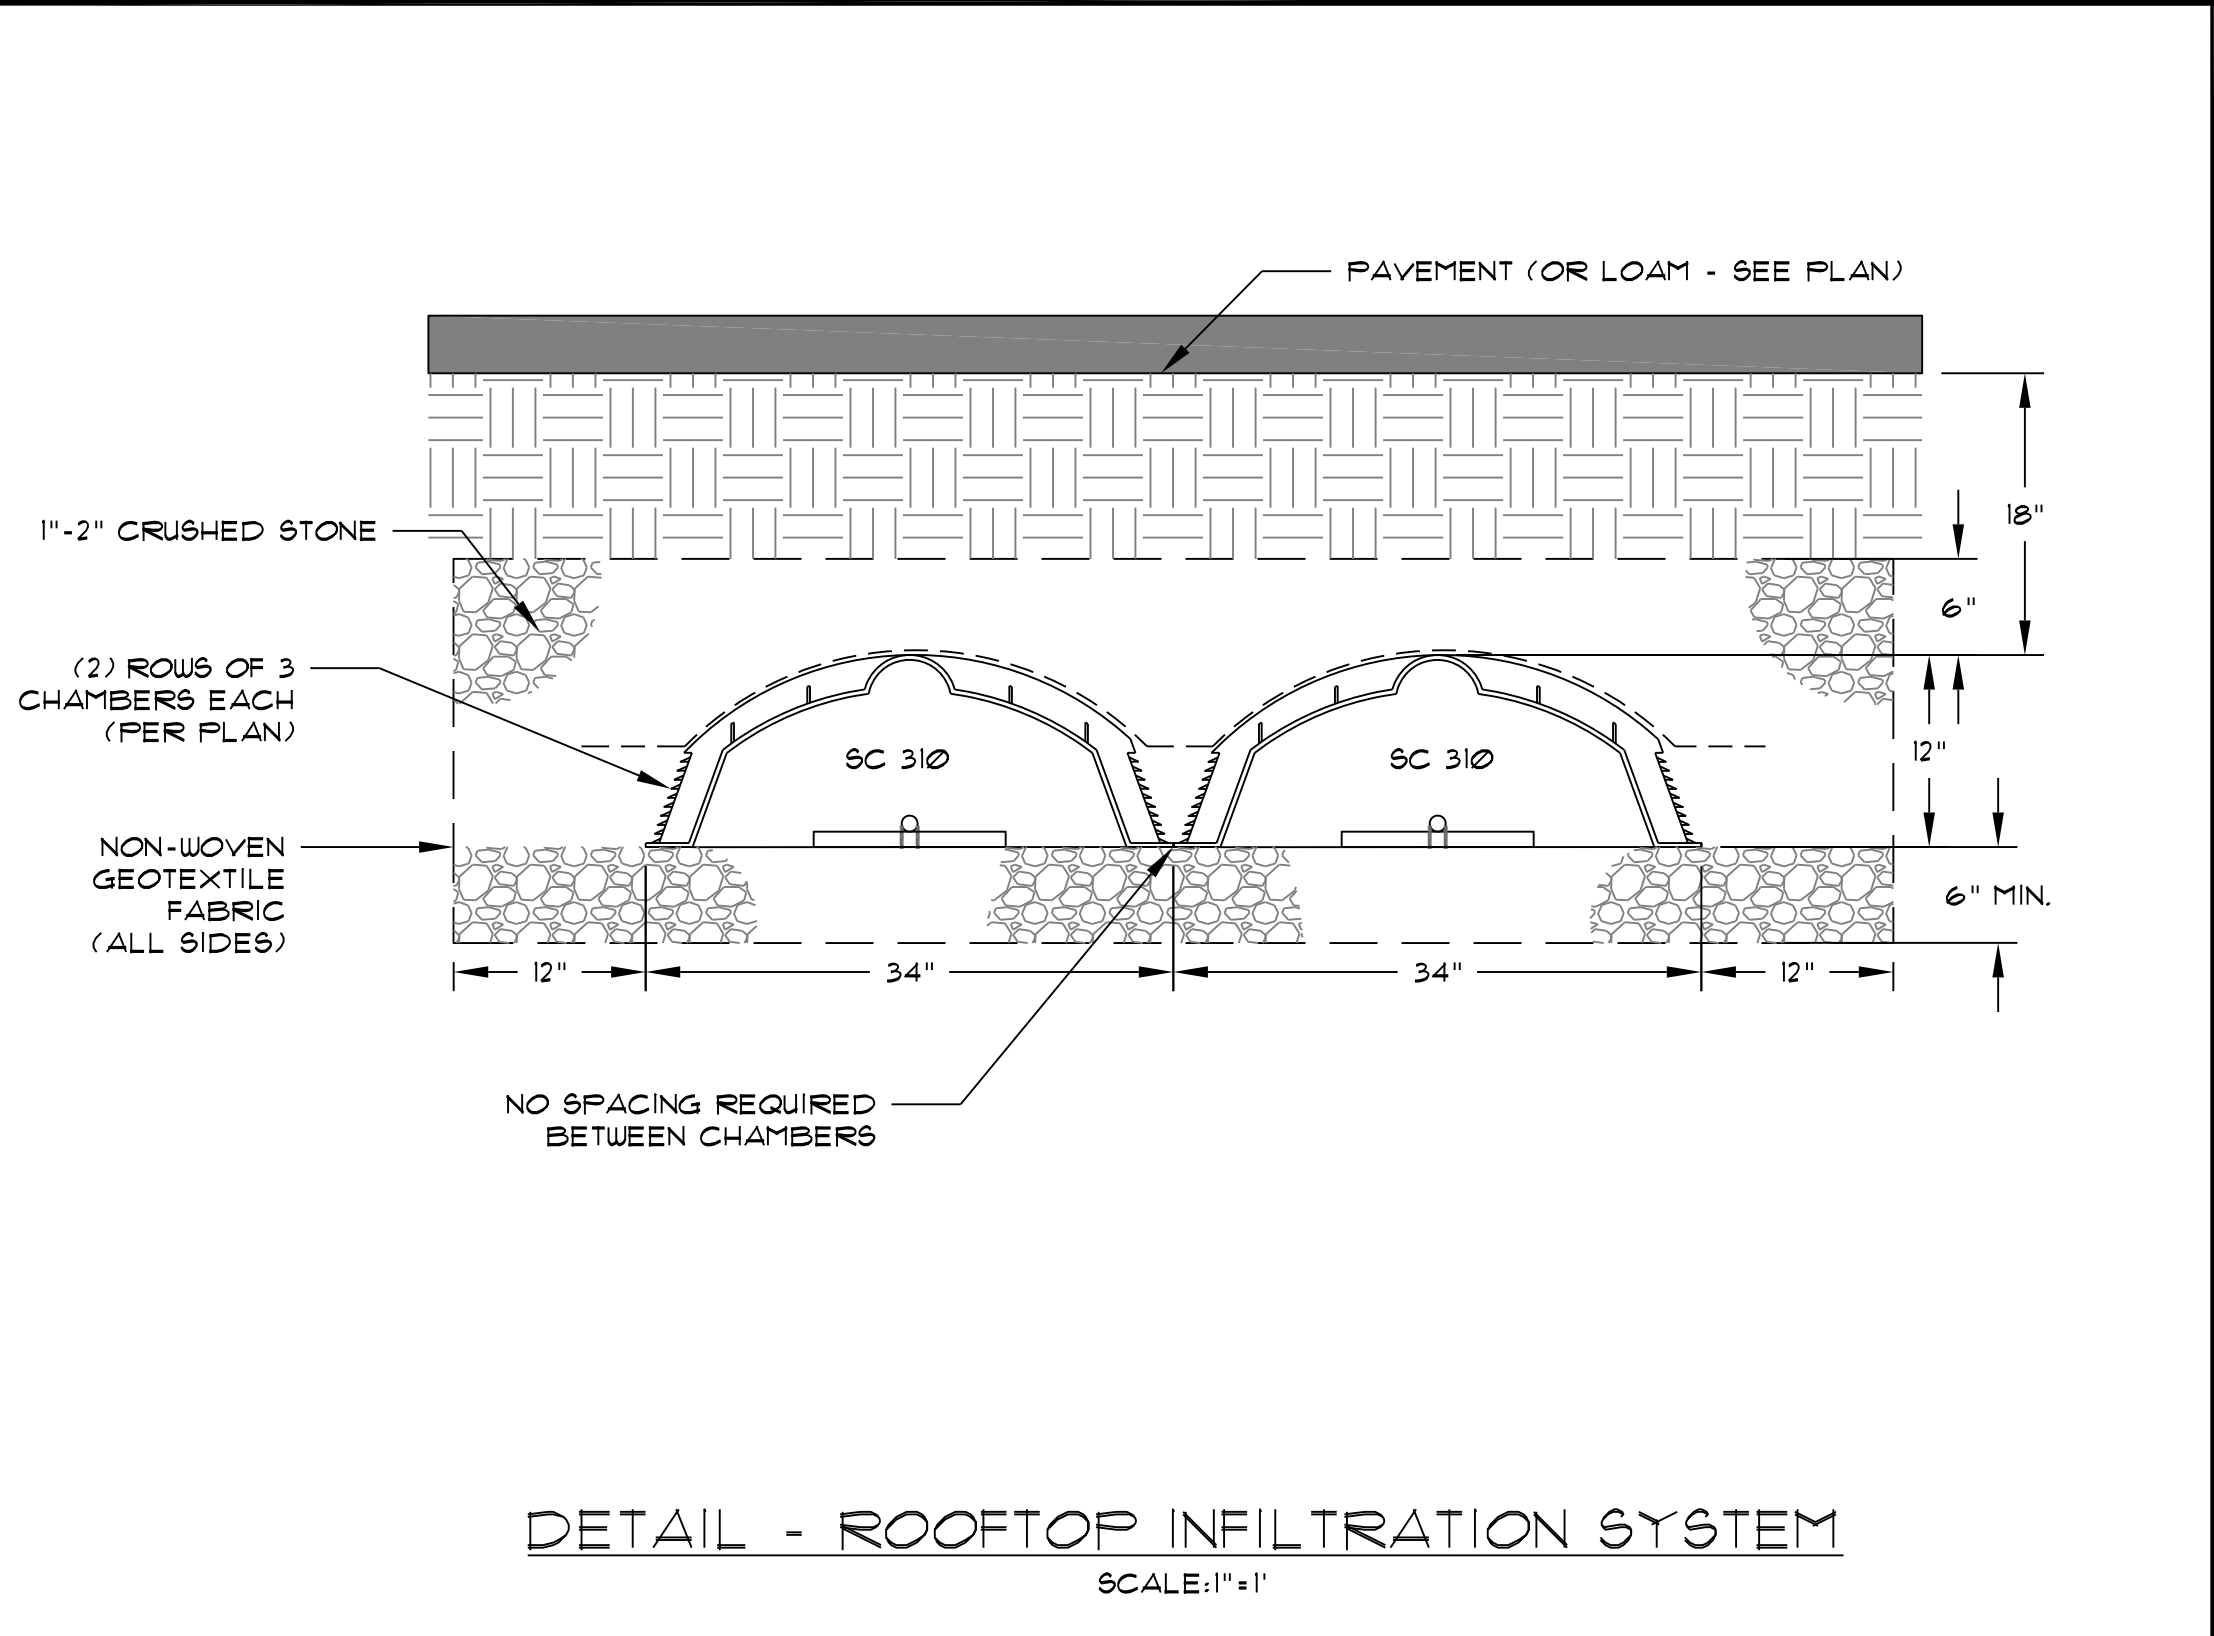 PAVEMENT (OR LOAM - SEE PLAN)
1"-2" CRUSHED STONE
18"
6"
(2) ROWS OF 3
CHAMBERS EACH
(PER PLAN)
SC 310
SC 310
12"
NON-WOVEN
GEOTEXTILE
FABRIC
(ALL SIDES)
6" MIN.
12"
34"
34"
12"
NO SPACING REQUIRED
BETWEEN CHAMBERS
DETAIL - ROOFTOP INFILTRATION SYSTEM
SCALE:1"=1'